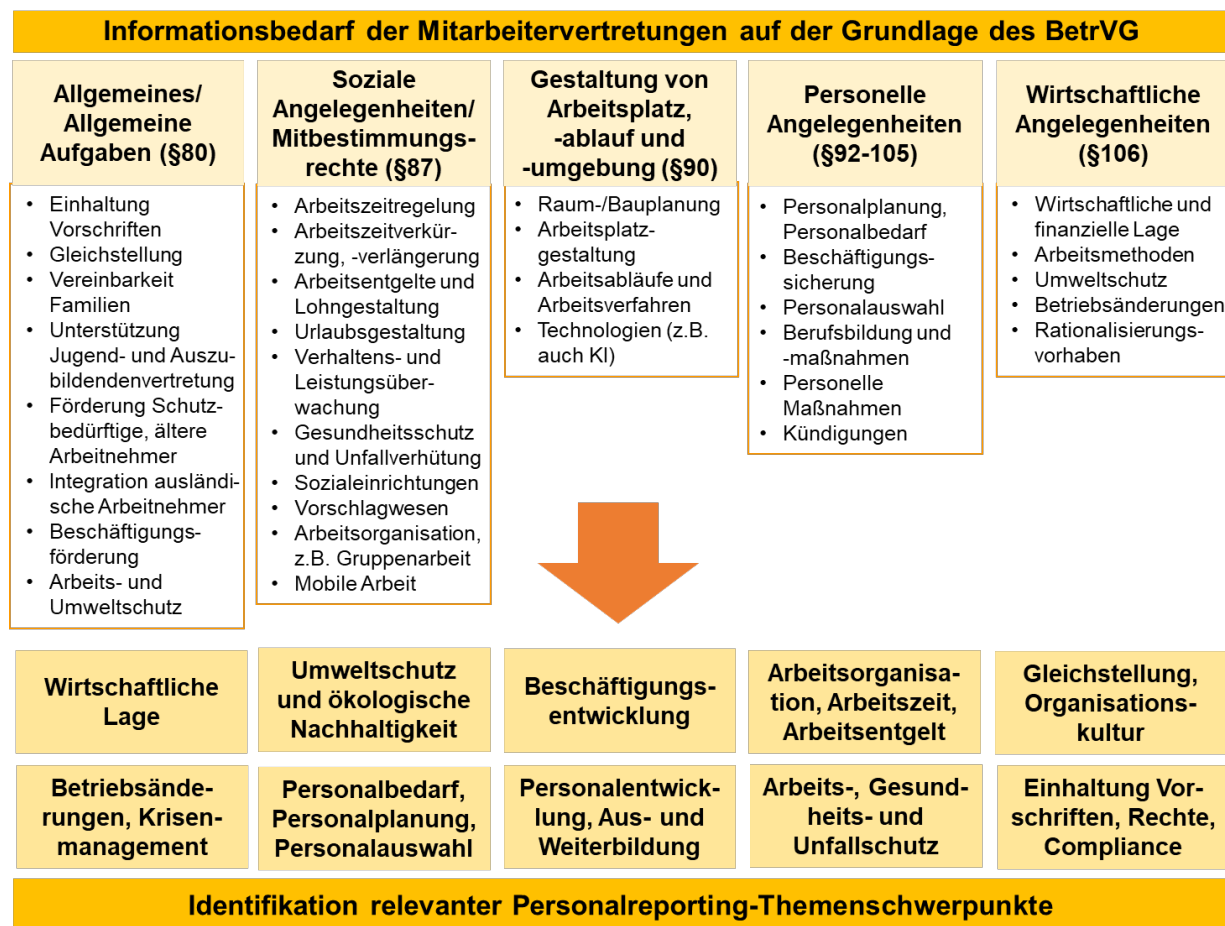 Informationsbedarf der Mitarbeitervertretungen auf der Grundlage des BetrVG
Allgemeines/
Allgemeine
Aufgaben (§80)
• Einhaltung
Vorschriften
• Gleichstellung
• Vereinbarkeit
Familien
• Unterstützung
Jugend- und Auszu-
bildendenvertretung
• Förderung Schutz-
bedürftige, ältere
Arbeitnehmer
• Integration ausländi-
sche Arbeitnehmer
• Beschäftigungs-
förderung
• Arbeits- und
Umweltschutz
Soziale
Angelegenheiten/
Mitbestimmungs-
rechte (§87)
• Arbeitszeitregelung
• Arbeitszeitverkür-
zung, -verlängerung
• Arbeitsentgelte und
Lohngestaltung
• Urlaubsgestaltung
• Verhaltens- und
Leistungsüber-
wachung
• Gesundheitsschutz
und Unfallverhütung
• Sozialeinrichtungen
• Vorschlagwesen
• Arbeitsorganisation,
z.B. Gruppenarbeit
• Mobile Arbeit
Gestaltung von
Arbeitsplatz,
-ablauf und
-umgebung (§90)
• Raum-/Bauplanung
• Arbeitsplatz-
gestaltung
• Arbeitsabläufe und
Arbeitsverfahren
• Technologien (z.B.
auch KI)
Personelle
Angelegenheiten
(§92-105)
• Personalplanung,
Personalbedarf
• Beschäftigungs-
sicherung
• Personalauswahl
• Berufsbildung und
-maßnahmen
• Personelle
Maßnahmen
• Kündigungen
Wirtschaftliche
Angelegenheiten
(§106)
• Wirtschaftliche und
finanzielle Lage
• Arbeitsmethoden
• Umweltschutz
• Betriebsänderungen
• Rationalisierungs-
vorhaben
Wirtschaftliche
Lage
Umweltschutz
und ökologische
Nachhaltigkeit
Beschäftigungs-
entwicklung
Arbeitsorganisa-
tion, Arbeitszeit,
Arbeitsentgelt
Gleichstellung,
Organisations-
kultur
Betriebsände-
rungen, Krisen-
management
Personalbedarf,
Personalplanung,
Personalauswahl
Personalentwick-
lung, Aus- und
Weiterbildung
Arbeits-, Gesund-
heits- und
Unfallschutz
Einhaltung Vor-
schriften, Rechte,
Compliance
Identifikation relevanter Personalreporting-Themenschwerpunkte